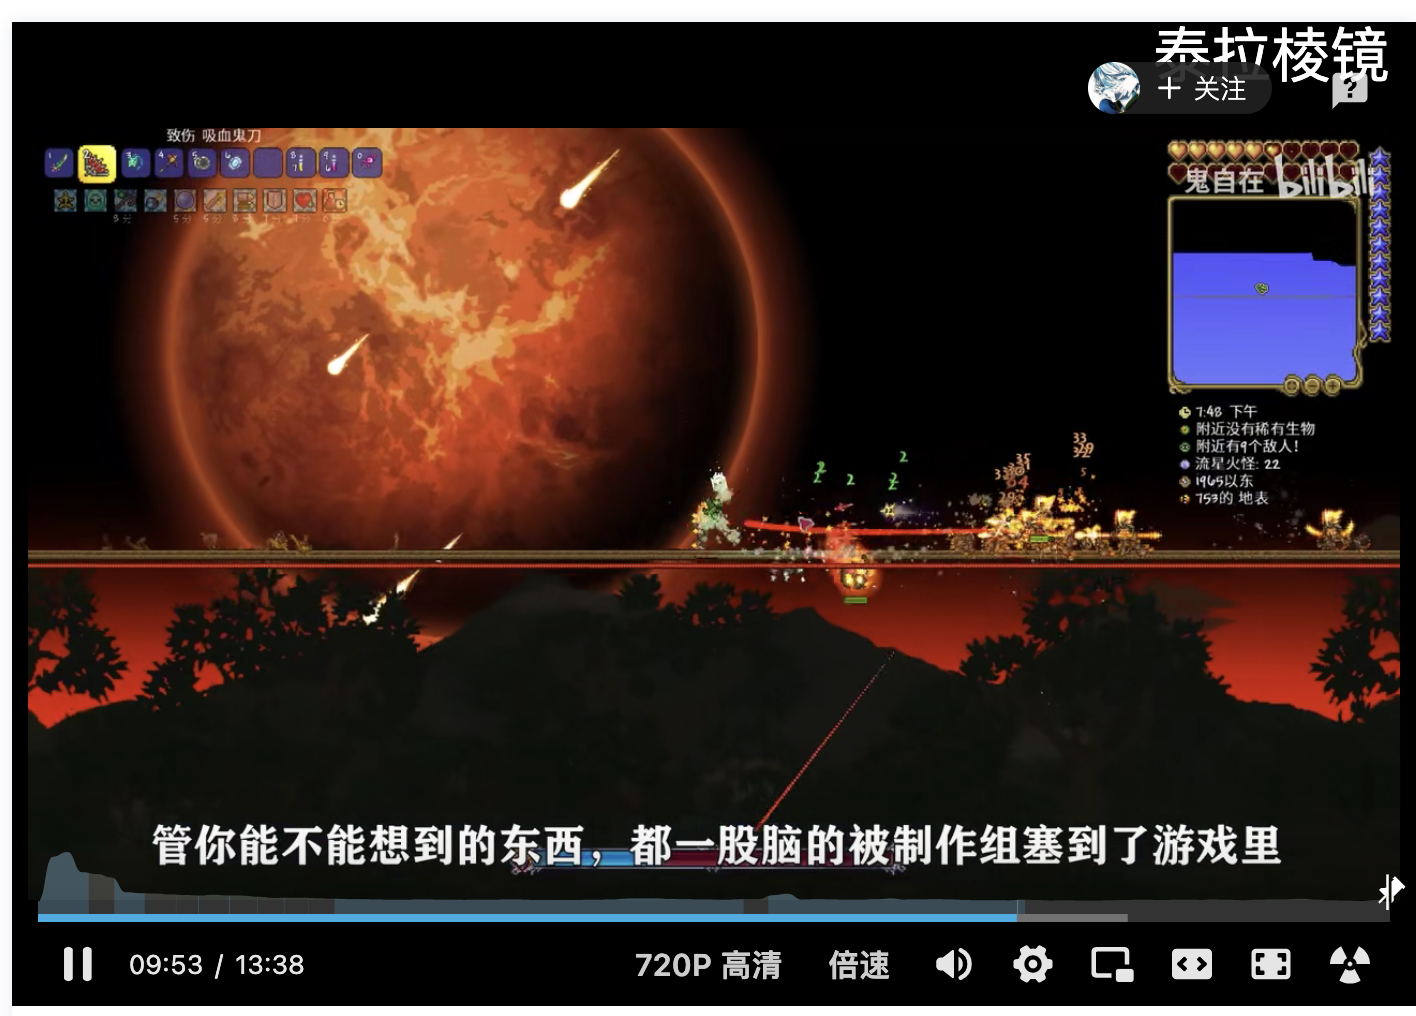 泰拉棱镜
+ 关注
致伤 吸血鬼刀
鬼自在 bilibili
7:48 下午
附近没有稀有生物
附近有9个敌人!
流星火怪: 22
1965以东
753的 地表
管你能不能想到的东西，都一股脑的被制作组塞到了游戏里
09:53 / 13:38
720P 高清
倍速